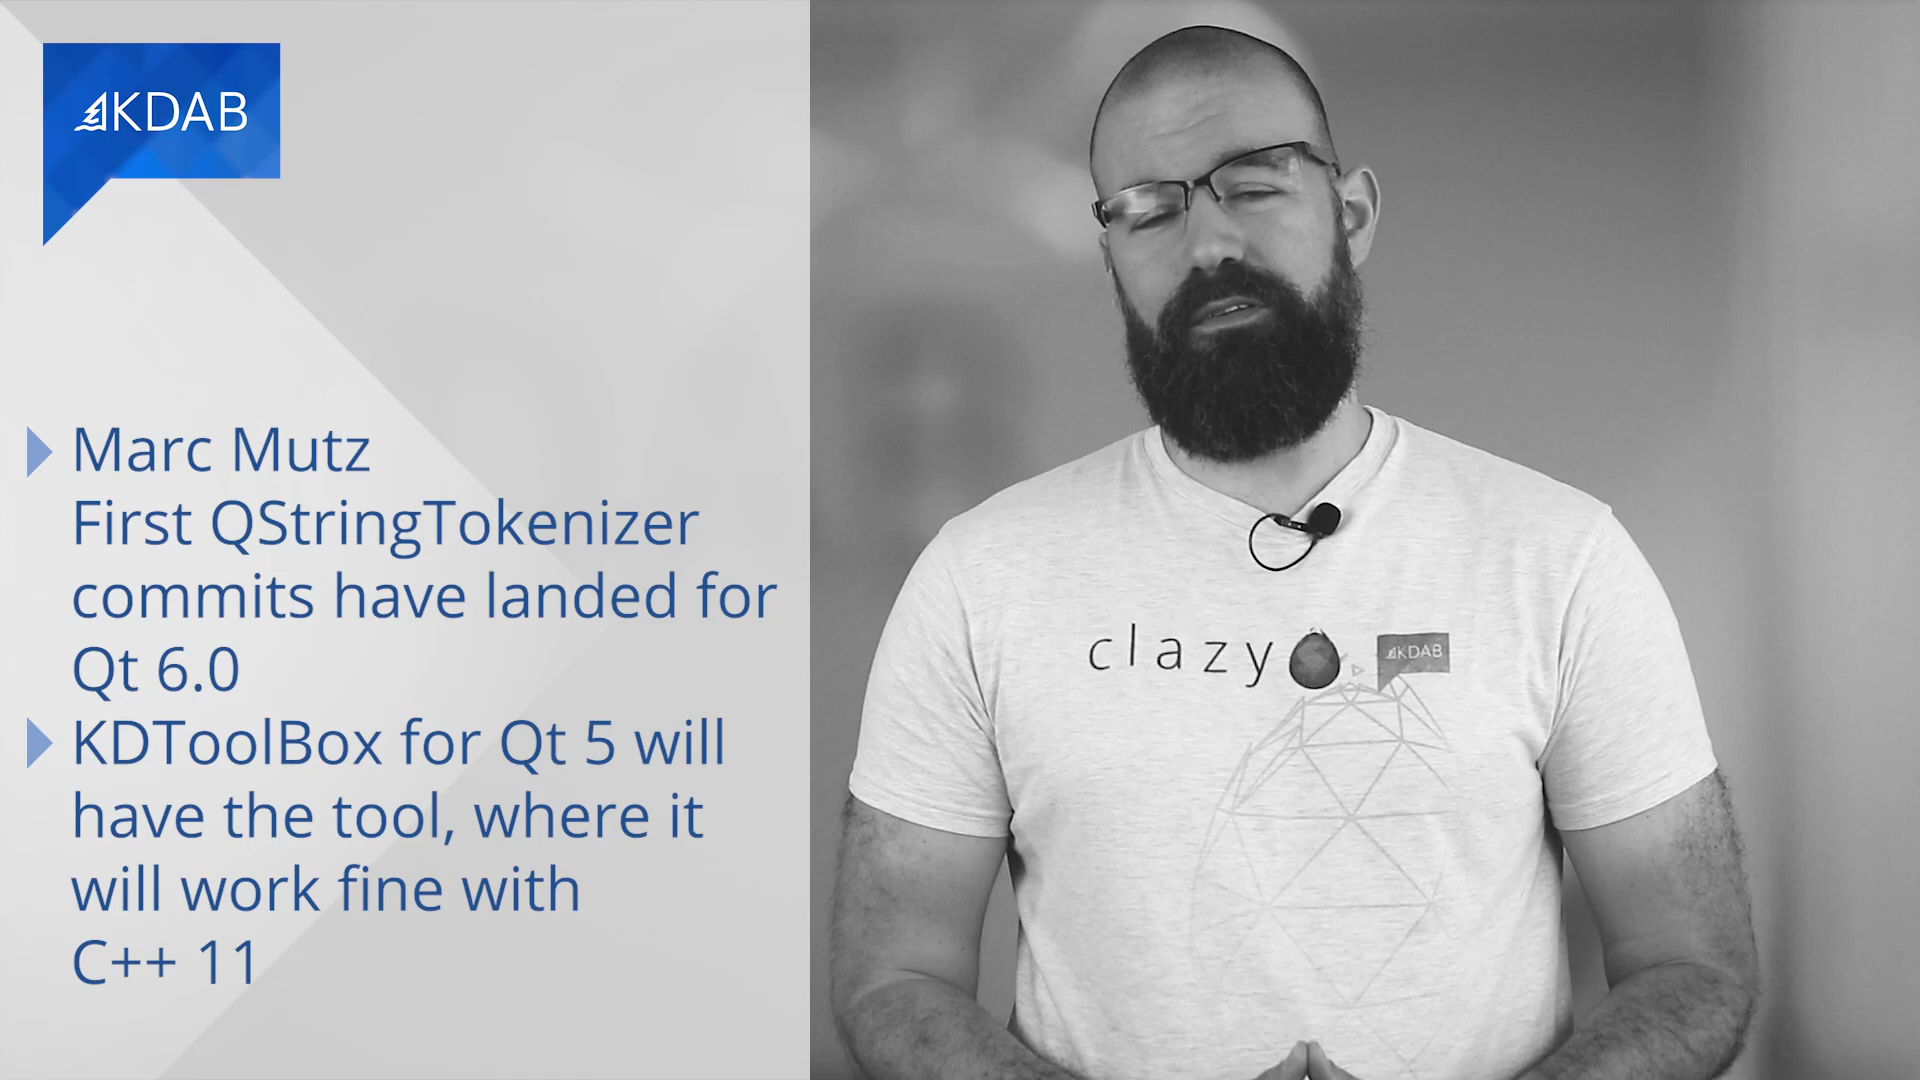 KDAB
Marc Mutz
First QStringTokenizer
commits have landed for
Qt 6.0
KDToolBox for Qt 5 will
have the tool, where it
will work fine with
C++ 11
clazy
KDAB